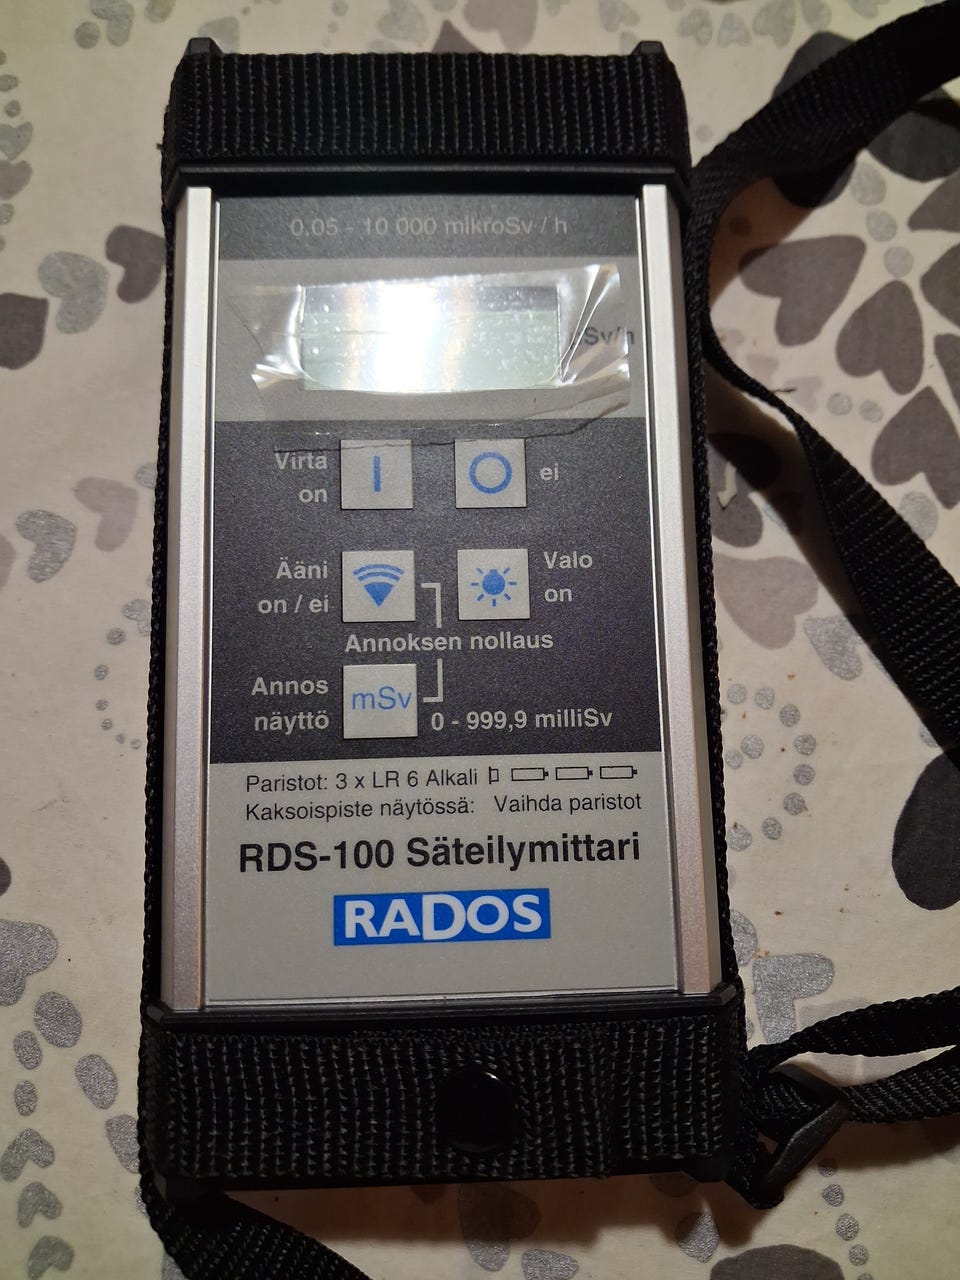 0,05 - 10 000 mikroSv / h
Sv/h
Virta
on
I
O
ei
Ääni
on / ei
Valo
on
Annoksen nollaus
Annos
näyttö
mSv
0 - 999,9 milliSv
Paristot: 3 x LR 6 Alkali
Kaksoispiste näytössä: Vaihda paristot
RDS-100 Säteilymittari
RADOS